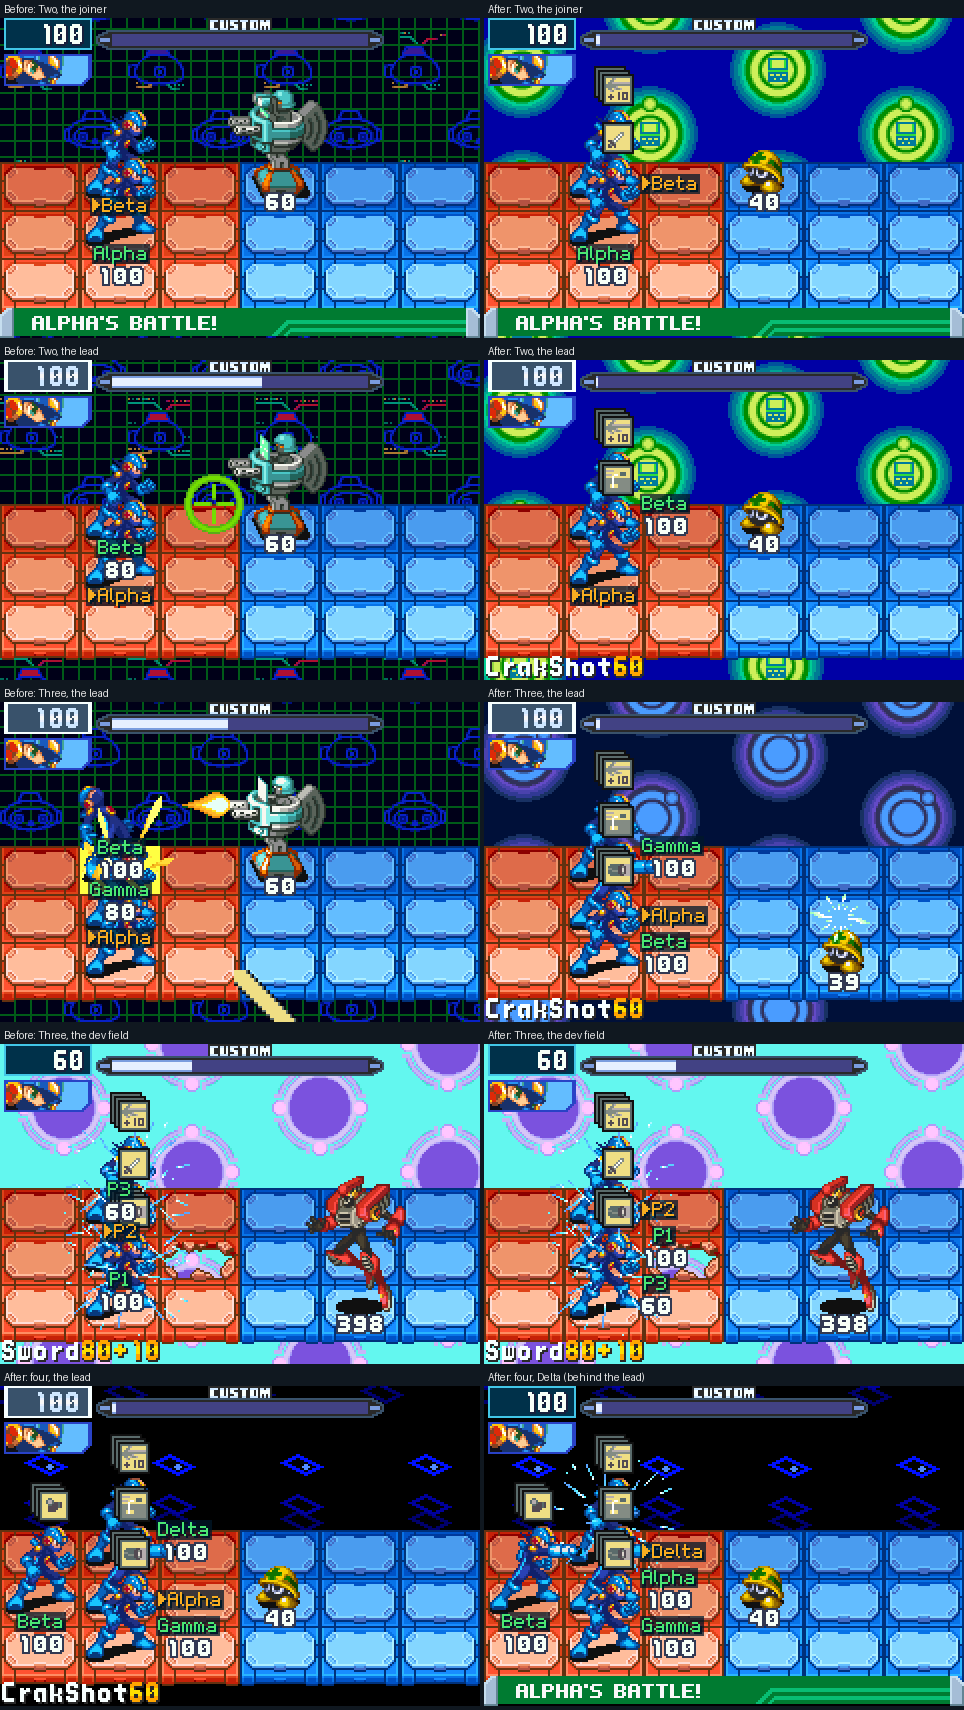 Before: Two, the joiner
100
CUSTOM
▶Beta
60
Alpha
100
ALPHA'S BATTLE!
After: Two, the joiner
100
CUSTOM
+10
▶Beta
40
Alpha
100
ALPHA'S BATTLE!
Before: Two, the lead
100
CUSTOM
60
Beta
80
▶Alpha
After: Two, the lead
100
CUSTOM
+10
Beta
100
40
▶Alpha
CrakShot60
Before: Three, the lead
100
CUSTOM
Beta
100
60
Gamma
80
▶Alpha
After: Three, the lead
100
CUSTOM
+10
Gamma
100
▶Alpha
Beta
100
39
CrakShot60
Before: Three, the dev field
60
CUSTOM
+10
P3
60
▶P2
P1
100
398
Sword80+10
After: Three, the dev field
60
CUSTOM
+10
▶P2
P1
100
P3
60
398
Sword80+10
After: four, the lead
100
CUSTOM
+10
Delta
100
▶Alpha
40
Beta
100
Gamma
100
CrakShot60
After: four, Delta (behind the lead)
100
CUSTOM
+10
▶Delta
Alpha
100
40
Beta
100
Gamma
100
ALPHA'S BATTLE!